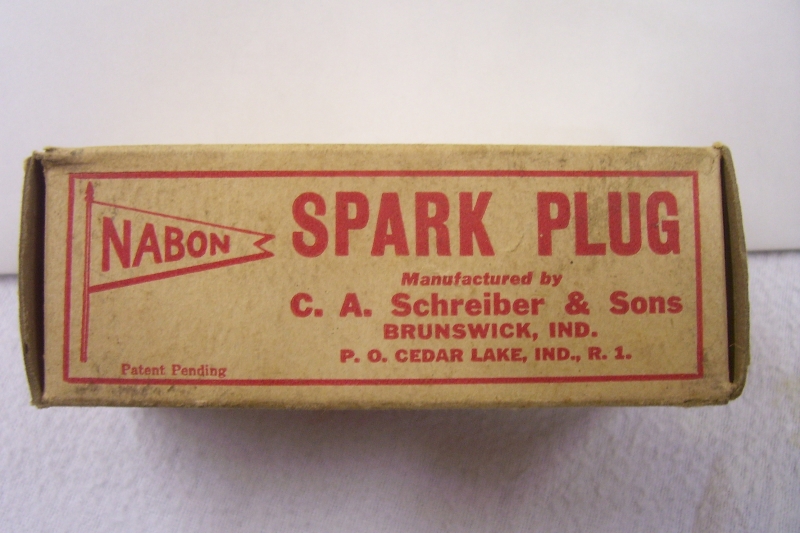 NABON
SPARK PLUG
Manufactured by
C. A. Schreiber & Sons
BRUNSWICK, IND.
P. O. CEDAR LAKE, IND., R. 1.
Patent Pending